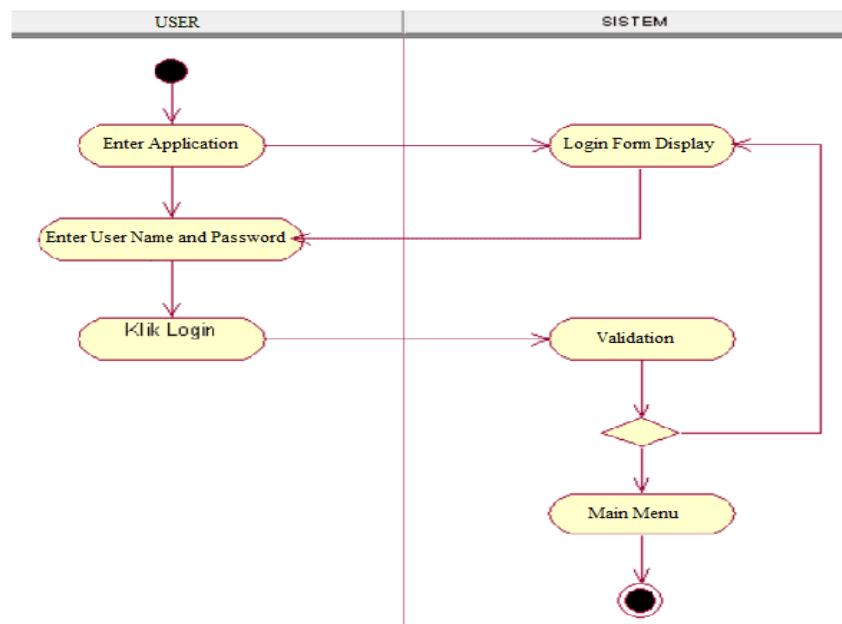 USER
SISTEM
Enter Application
Login Form Display
Enter User Name and Password
Klik Login
Validation
Main Menu